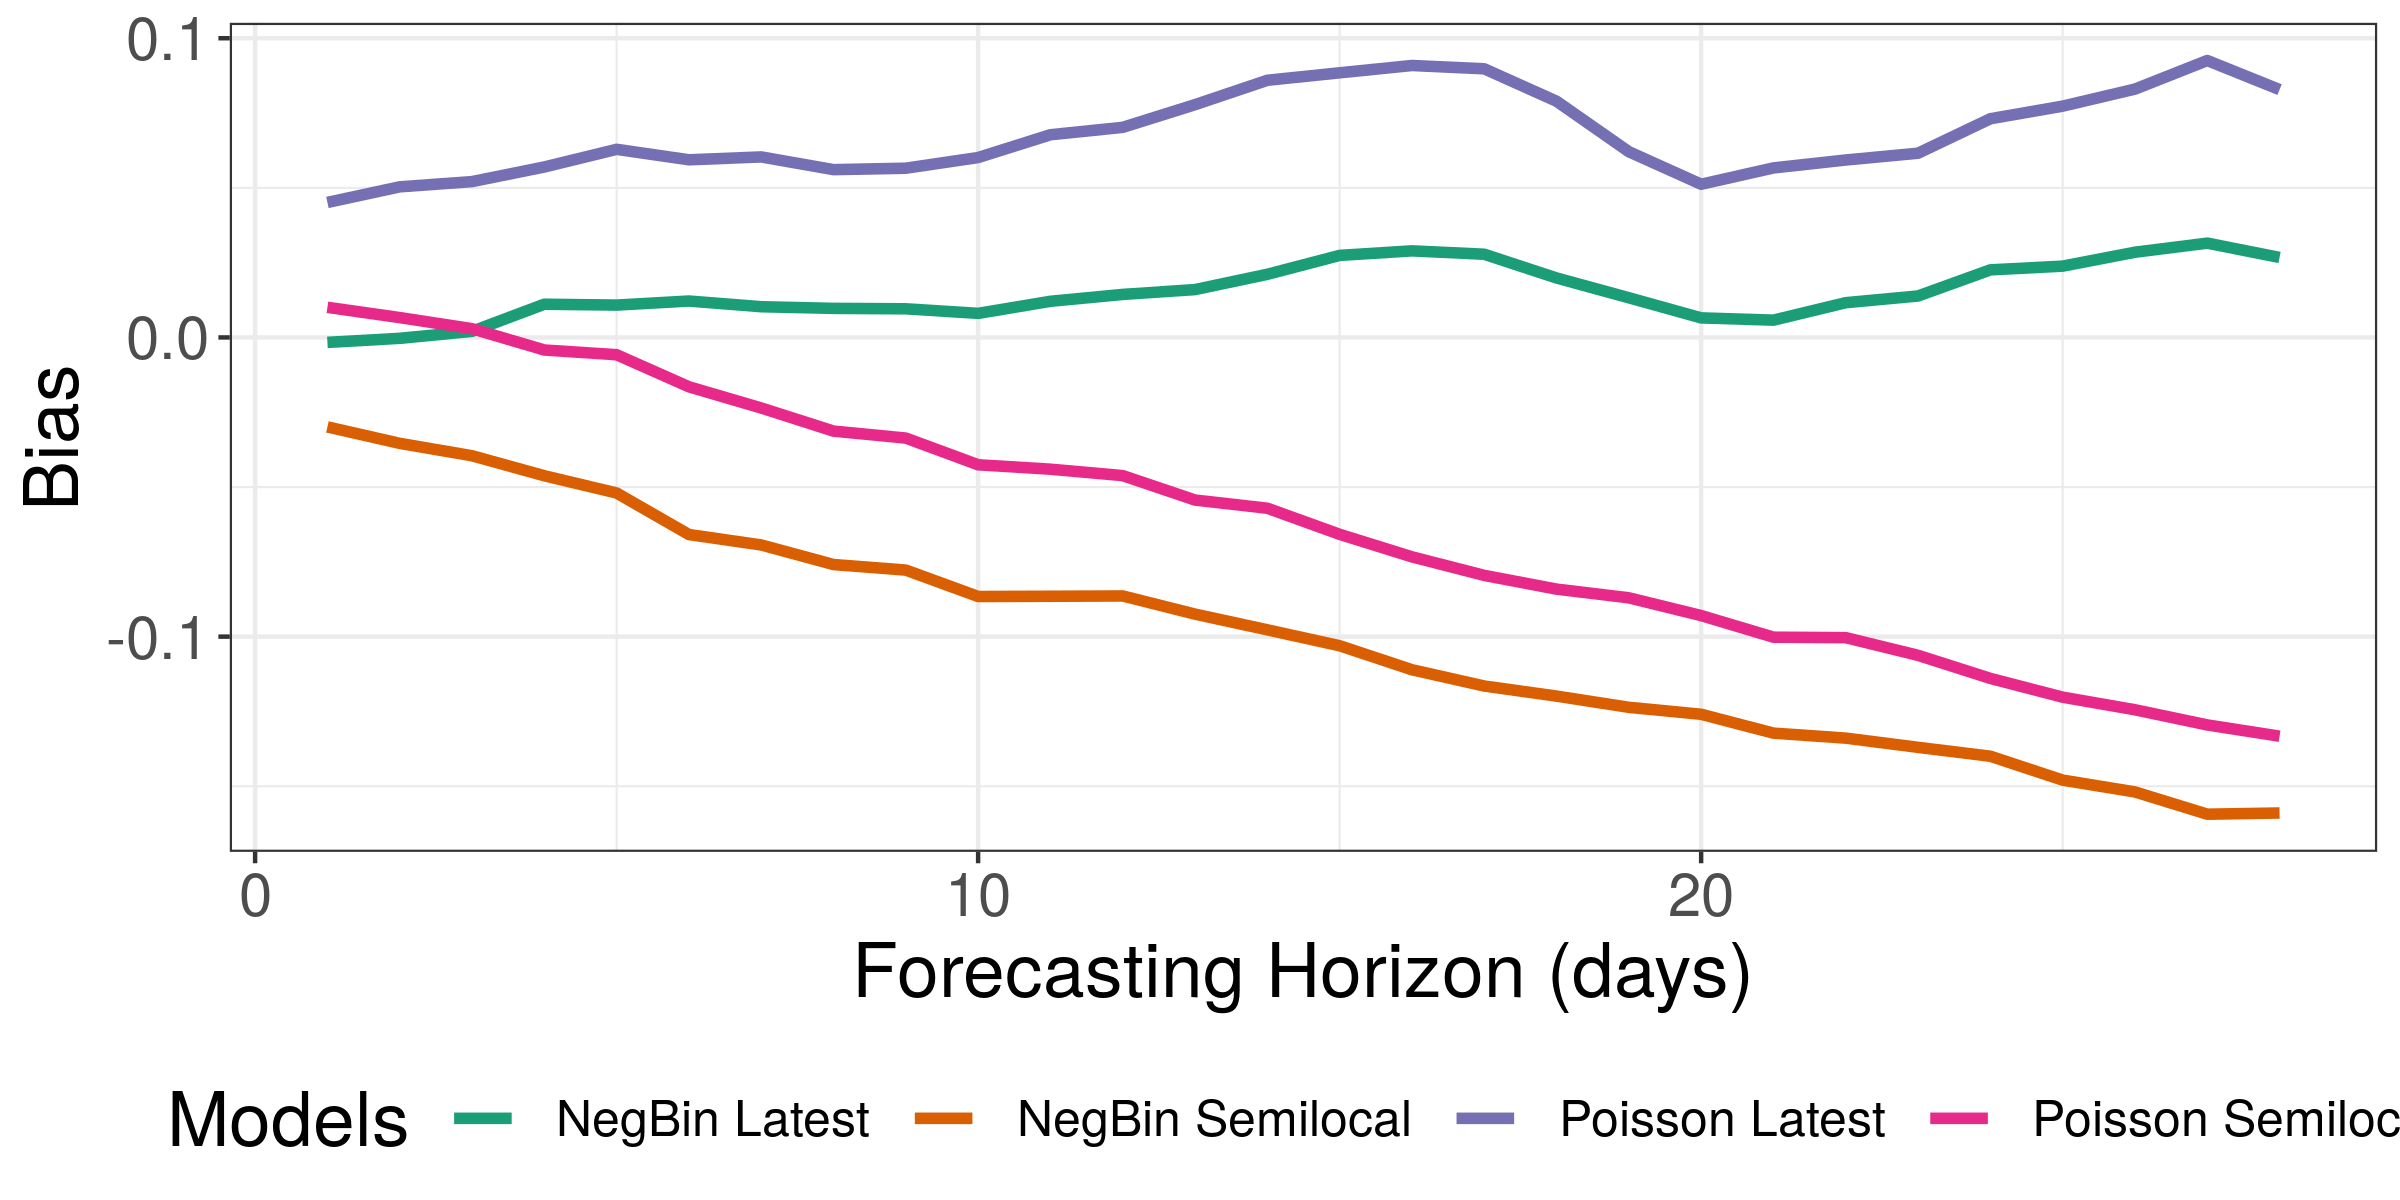 0.1
0.0
-0.1
Bias
0 10 20
Forecasting Horizon (days)
Models NegBin Latest NegBin Semilocal Poisson Latest Poisson Semiloc